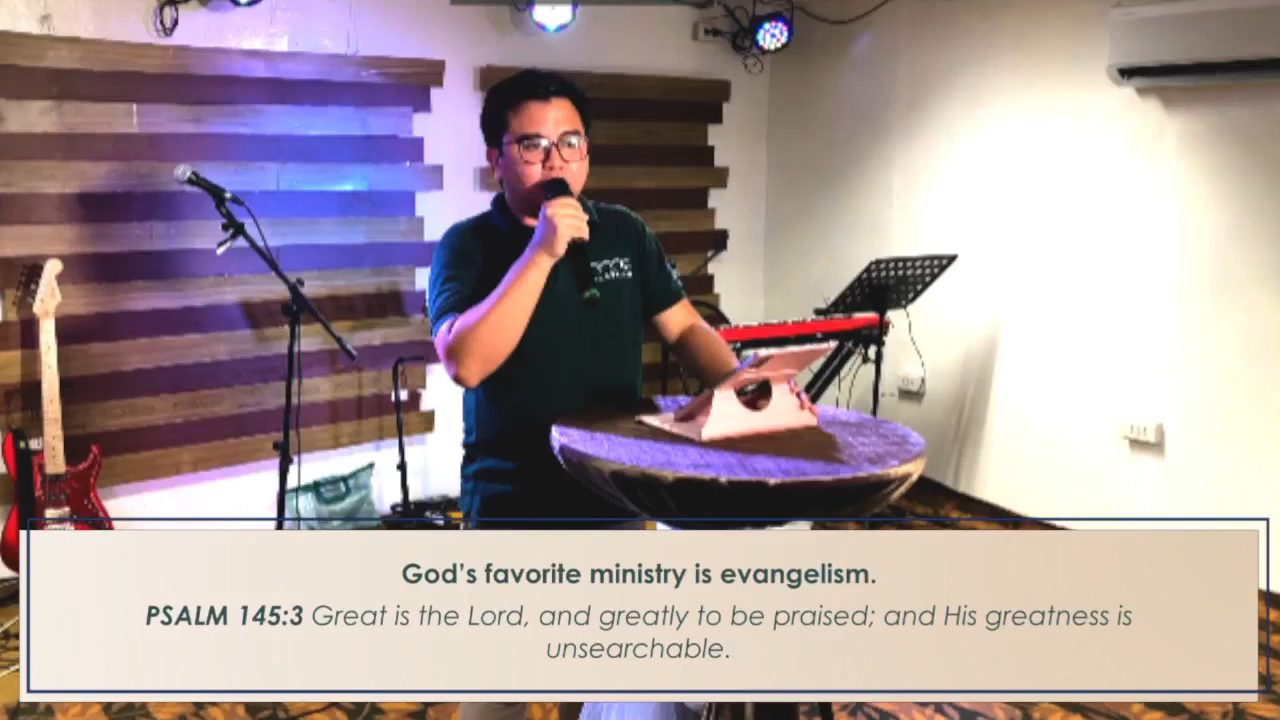 God's favorite ministry is evangelism.
PSALM 145:3 Great is the Lord, and greatly to be praised; and His greatness is
unsearchable.